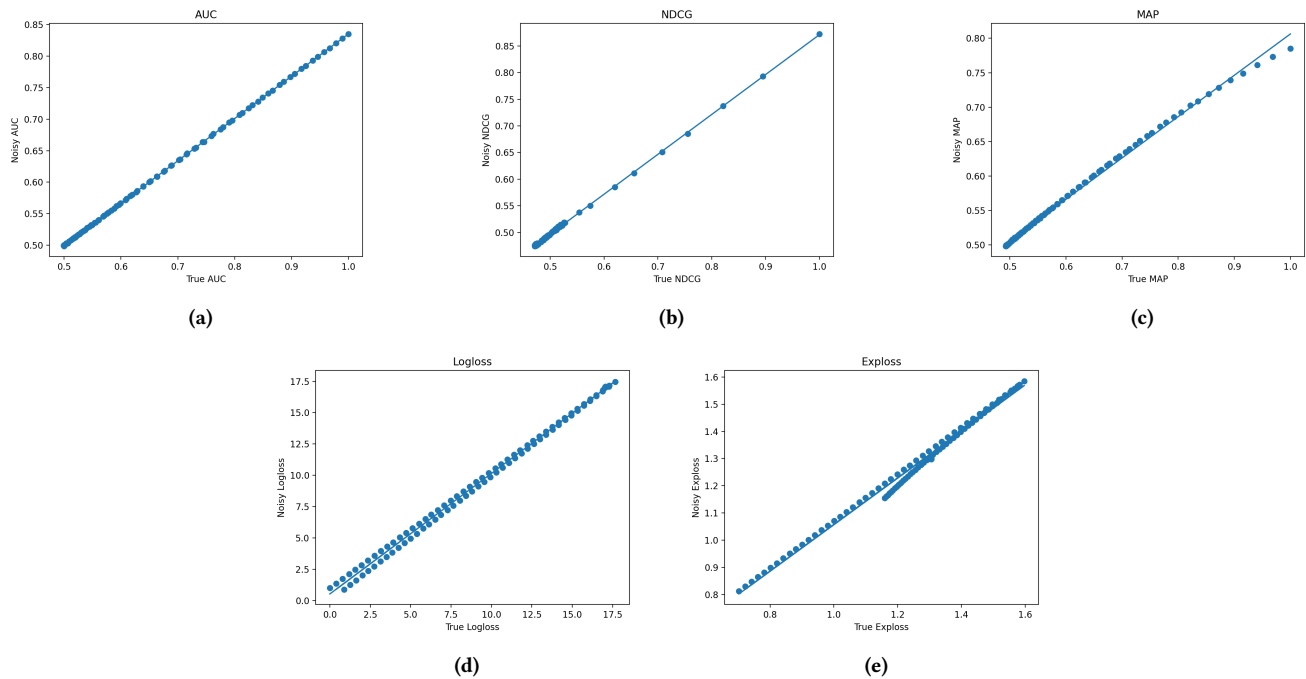 AUC
Noisy AUC
0.85
0.80
0.75
0.70
0.65
0.60
0.55
0.50
0.5 0.6 0.7 0.8 0.9 1.0
True AUC
(a)
NDCG
Noisy NDCG
0.85
0.80
0.75
0.70
0.65
0.60
0.55
0.50
0.5 0.6 0.7 0.8 0.9 1.0
True NDCG
(b)
MAP
Noisy MAP
0.80
0.75
0.70
0.65
0.60
0.55
0.50
0.5 0.6 0.7 0.8 0.9 1.0
True MAP
(c)
Logloss
Noisy Logloss
17.5
15.0
12.5
10.0
7.5
5.0
2.5
0.0
0.0 2.5 5.0 7.5 10.0 12.5 15.0 17.5
True Logloss
(d)
Exploss
Noisy Exploss
1.6
1.5
1.4
1.3
1.2
1.1
1.0
0.9
0.8
0.8 1.0 1.2 1.4 1.6
True Exploss
(e)